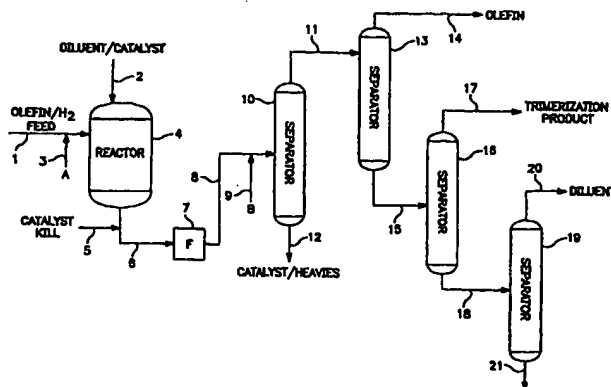 DILUENT/CATALYST
2
OLEFIN/H2
FEED
1
3
A
REACTOR
4
CATALYST
KILL
5
6
7
F
8
9
B
10
SEPARATOR
12
CATALYST/HEAVIES
11
13
SEPARATOR
14
OLEFIN
15
16
SEPARATOR
17
TRIMERIZATION
PRODUCT
18
19
SEPARATOR
20
DILUENT
21